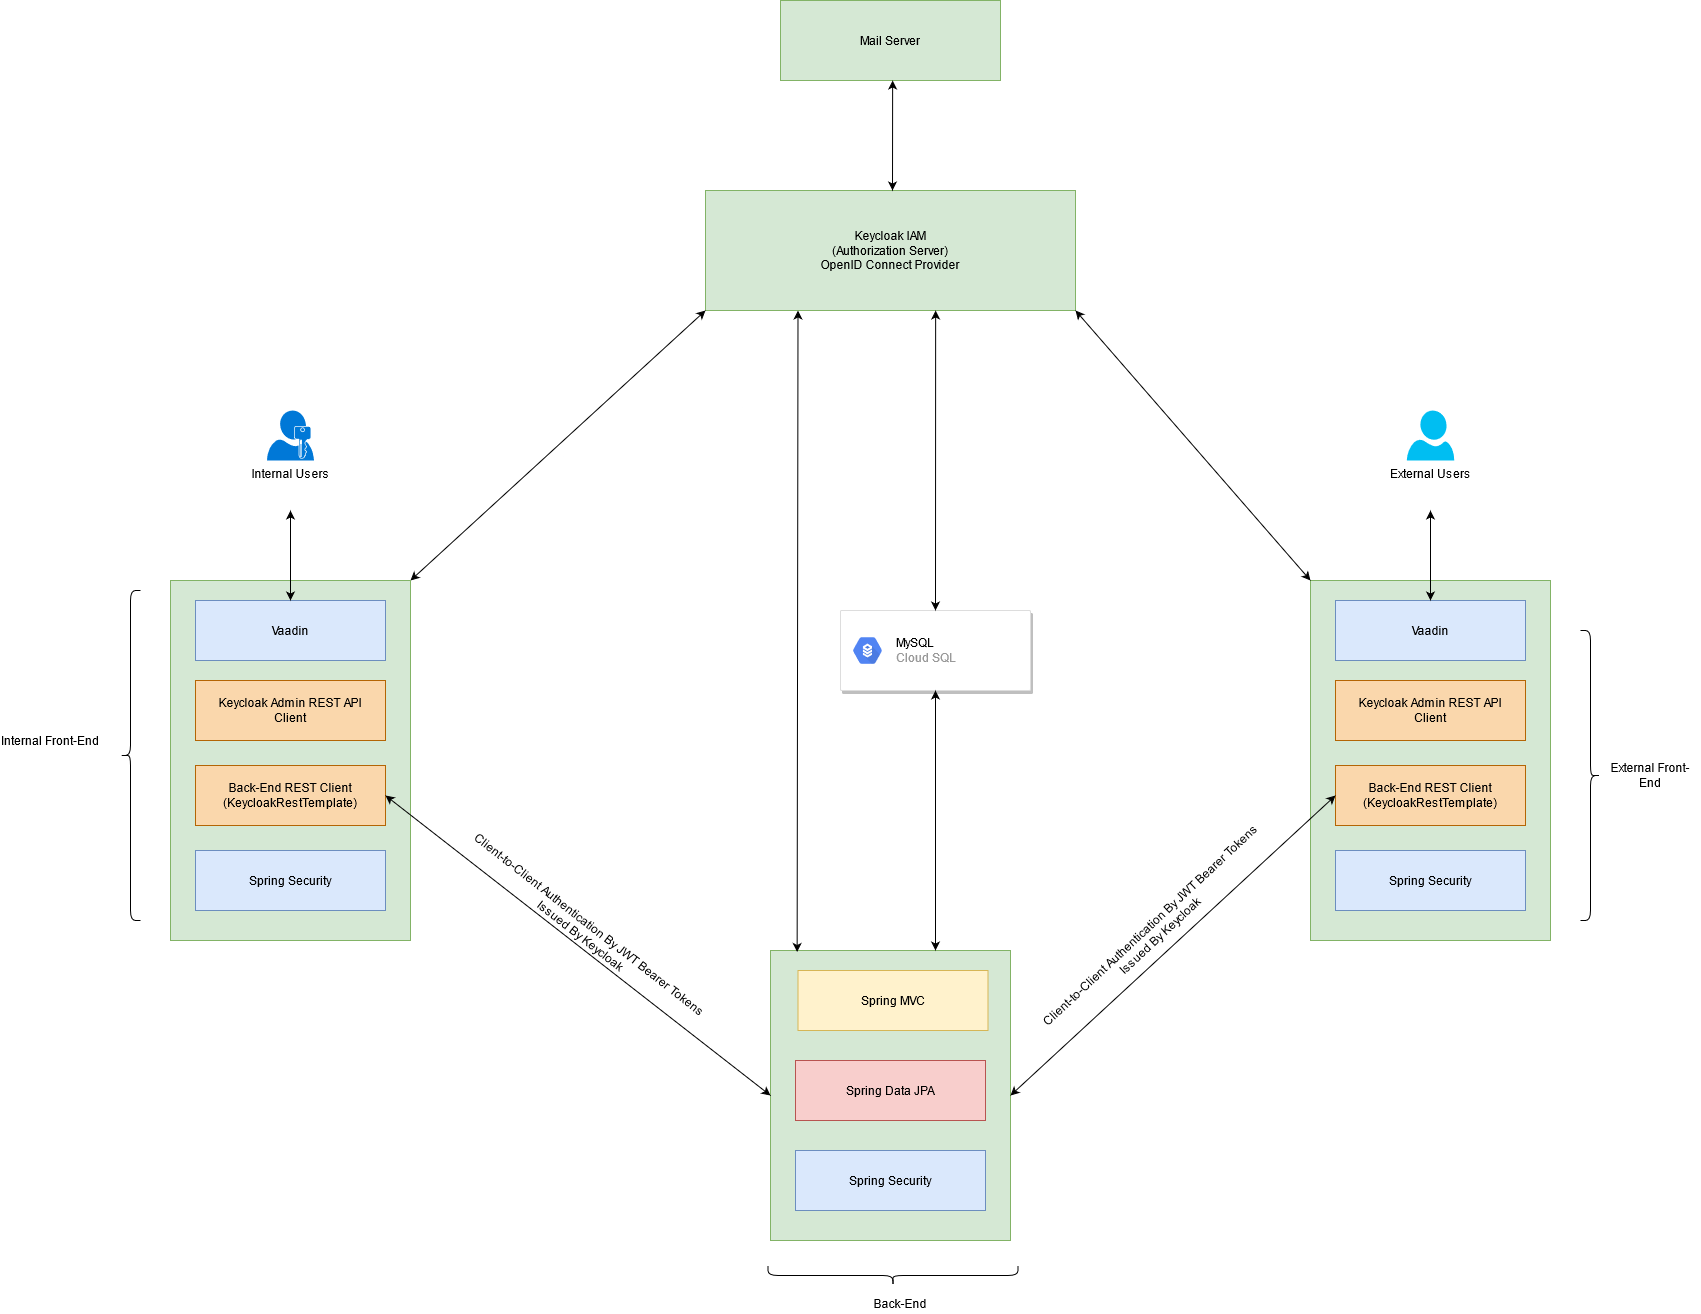 Mail Server
Keycloak IAM
(Authorization Server)
OpenID Connect Provider
Internal Users
External Users
Vaadin
Keycloak Admin REST API
Client
Back-End REST Client
(KeycloakRestTemplate)
Spring Security
Internal Front-End
MySQL
Cloud SQL
Vaadin
Keycloak Admin REST API
Client
Back-End REST Client
(KeycloakRestTemplate)
Spring Security
External Front-
End
Client-to-Client Authentication By JWT Bearer Tokens
Issued By Keycloak
Client-to-Client Authentication By JWT Bearer Tokens
Issued By Keycloak
Spring MVC
Spring Data JPA
Spring Security
Back-End